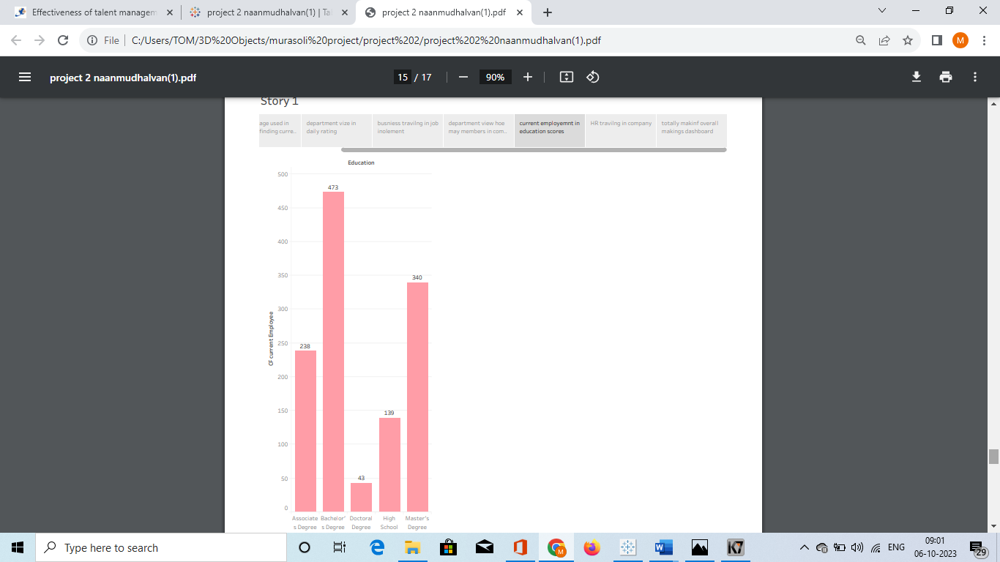 Effectiveness of talent managem
project 2 naanmudhalvan(1) | Tal
project 2 naanmudhalvan(1).pdf
File
C:/Users/TOM/3D%20Objects/murasoli%20project/project%202/project%202%20naanmudhalvan(1).pdf
M
project 2 naanmudhalvan(1).pdf
15 / 17
90%
Story 1
age used in
finding curre..
department vize in
daily rating
busniess travilng in job
inolement
department view hoe
may members in com..
current employemnt in
education scores
HR travilng in company
totally makinf overall
makings dashboard
Education
500
450
400
350
300
250
200
150
100
50
0
CF current Employee
238
473
43
139
340
Associate
s Degree
Bachelor'
s Degree
Doctoral
Degree
High
School
Master's
Degree
Type here to search
M
ENG
09:01
06-10-2023
29